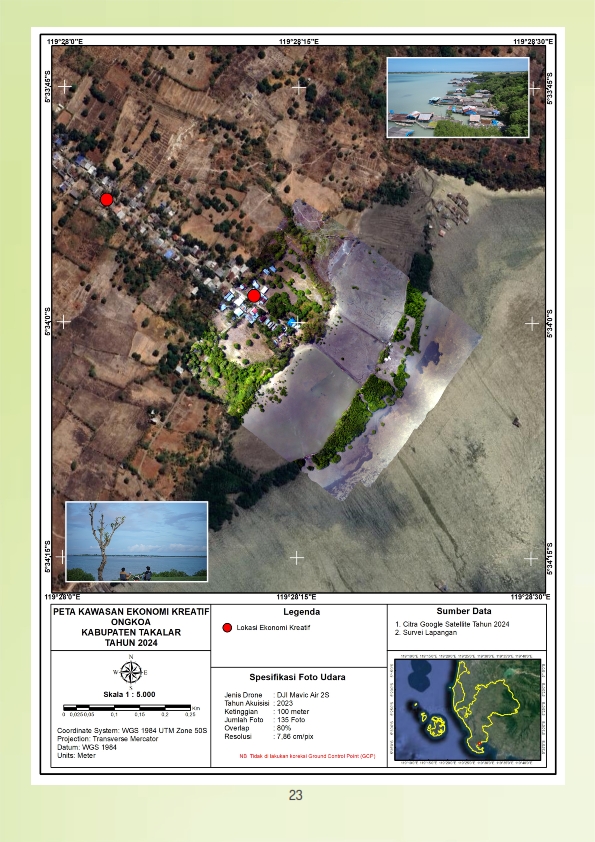 119°28'0"E 119°28'15"E 119°28'30"E
5°33'45"S 5°33'45"S
5°34'0"S 5°34'0"S
5°34'15"S 5°34'15"S
119°28'0"E 119°28'15"E 119°28'30"E
PETA KAWASAN EKONOMI KREATIF
ONGKOA
KABUPATEN TAKALAR
TAHUN 2024
N
W E
S
Skala 1 : 5.000
Km
0 0,025 0,05 0,1 0,15 0,2 0,25
Coordinate System: WGS 1984 UTM Zone 50S
Projection: Transverse Mercator
Datum: WGS 1984
Units: Meter
Legenda
Lokasi Ekonomi Kreatif
Spesifikasi Foto Udara
Jenis Drone : DJI Mavic Air 2S
Tahun Akuisisi : 2023
Ketinggian : 100 meter
Jumlah Foto : 135 Foto
Overlap : 80%
Resolusi : 7,86 cm/pix
NB: Tidak di lakukan koreksi Ground Control Point (GCP)
Sumber Data
1. Citra Google Satellite Tahun 2024
2. Survei Lapangan
23